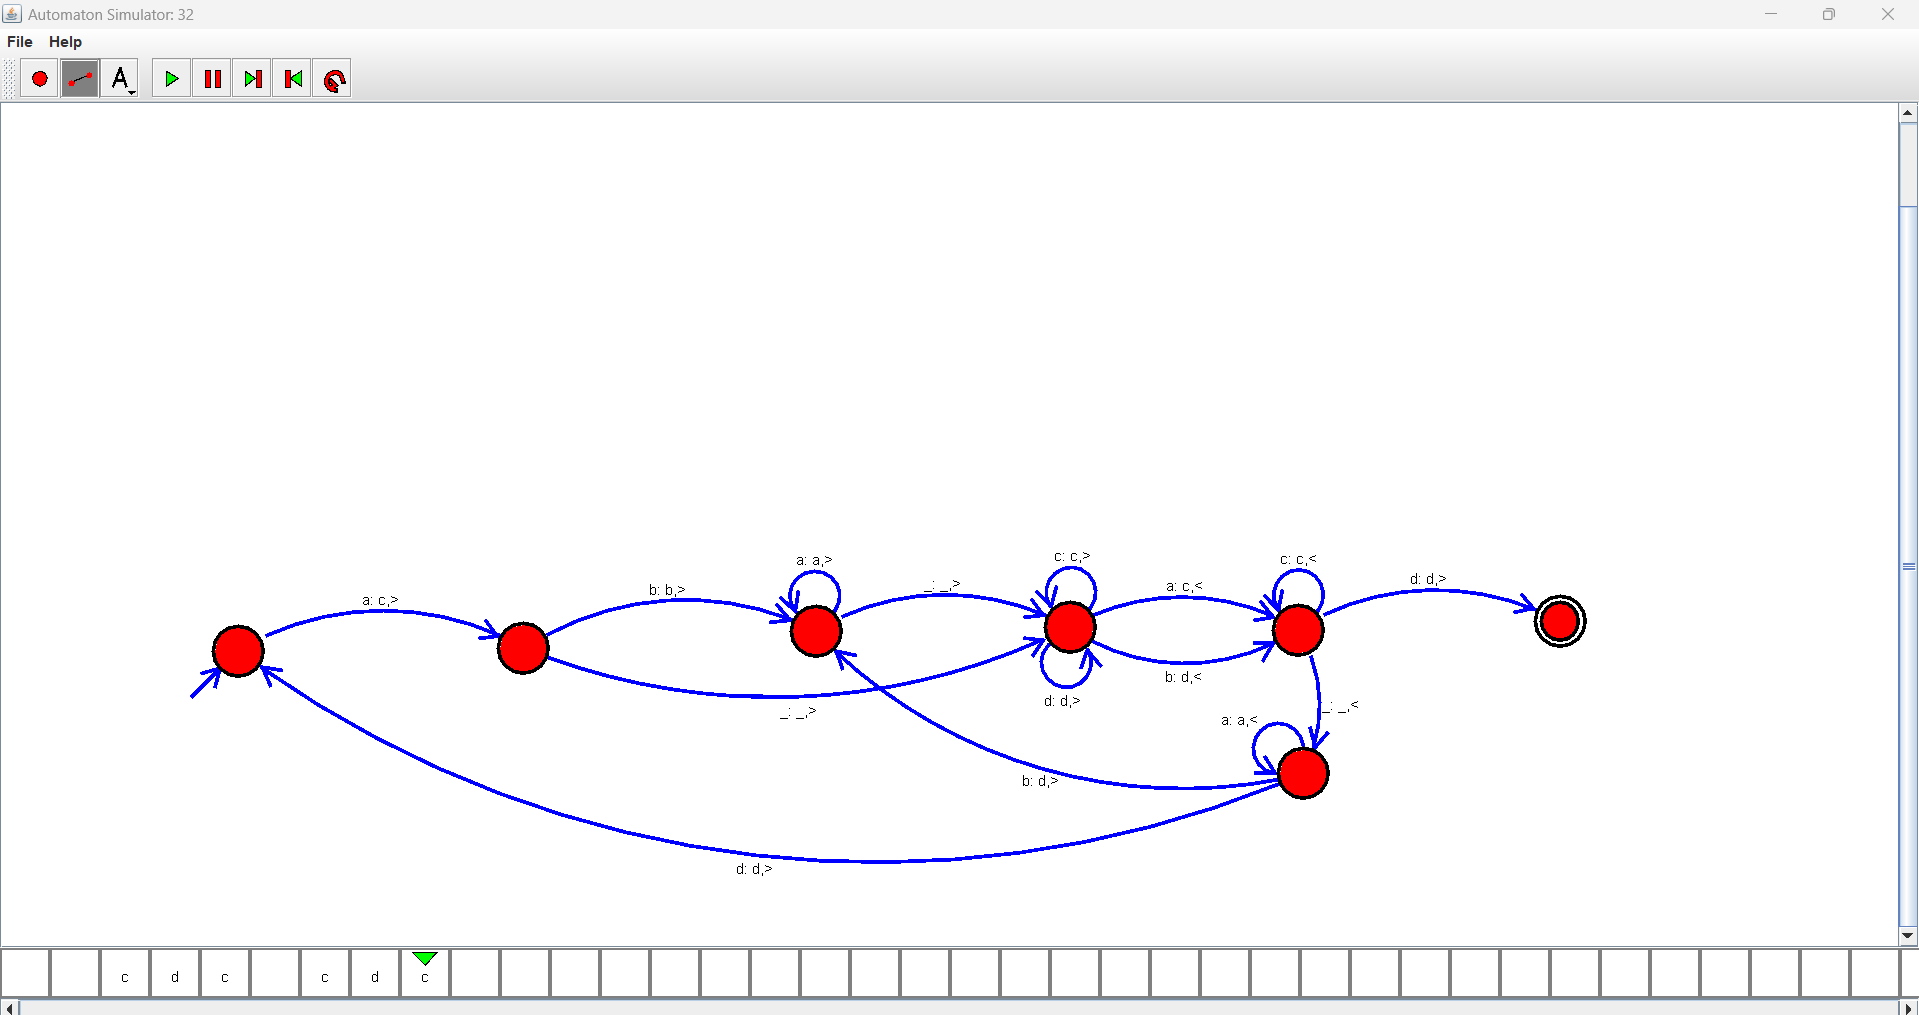 Automaton Simulator: 32
File Help
A
c: c,>
c: c,<
a: a,>
d: d,>
_: _,>
a: c,<
b: b,>
a: c,>
b: d,<
d: d,>
_: _,<
_: _,>
a: a,<
b: d,>
d: d,>
c d c c d c